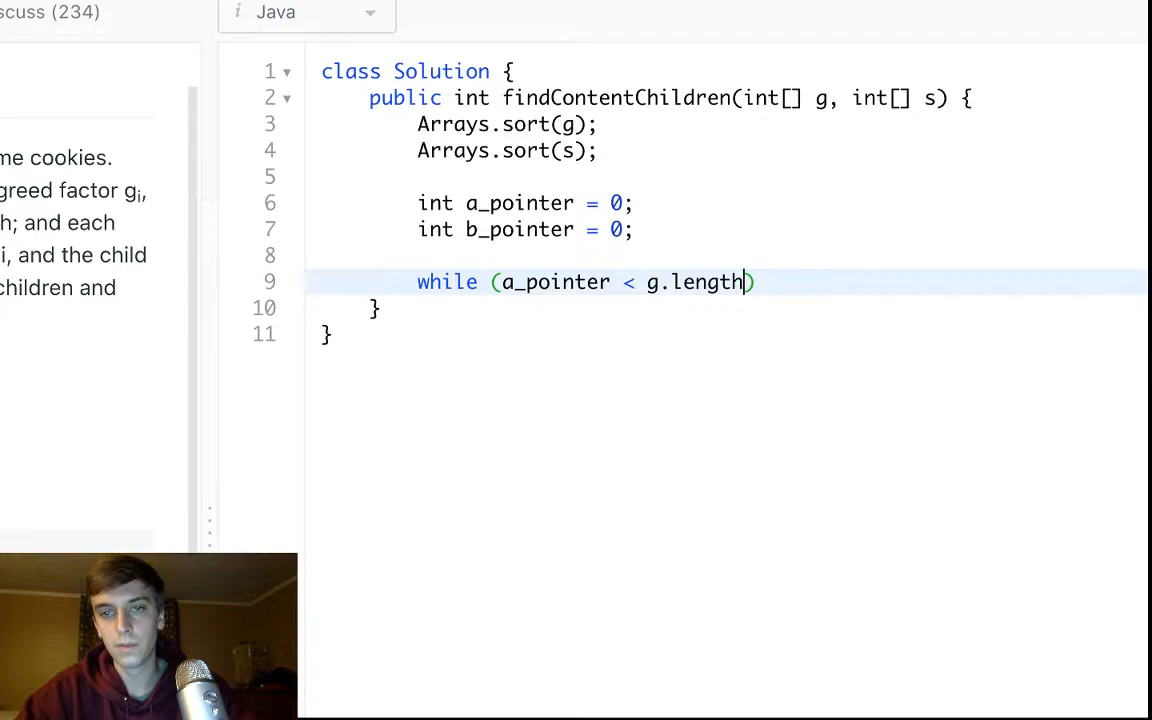 scuss (234)
i Java
me cookies.
greed factor gi,
h; and each
i, and the child
children and
1 class Solution {
2 public int findContentChildren(int[] g, int[] s) {
3 Arrays.sort(g);
4 Arrays.sort(s);
5
6 int a_pointer = 0;
7 int b_pointer = 0;
8
9 while (a_pointer < g.length)
10 }
11 }